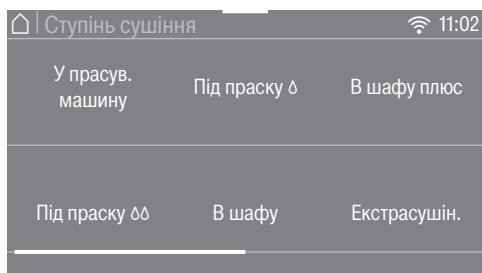 Ступінь сушіння 11:02
У прасув.
машину
Під праску
В шафу плюс
Під праску
В шафу
Екстрасушін.